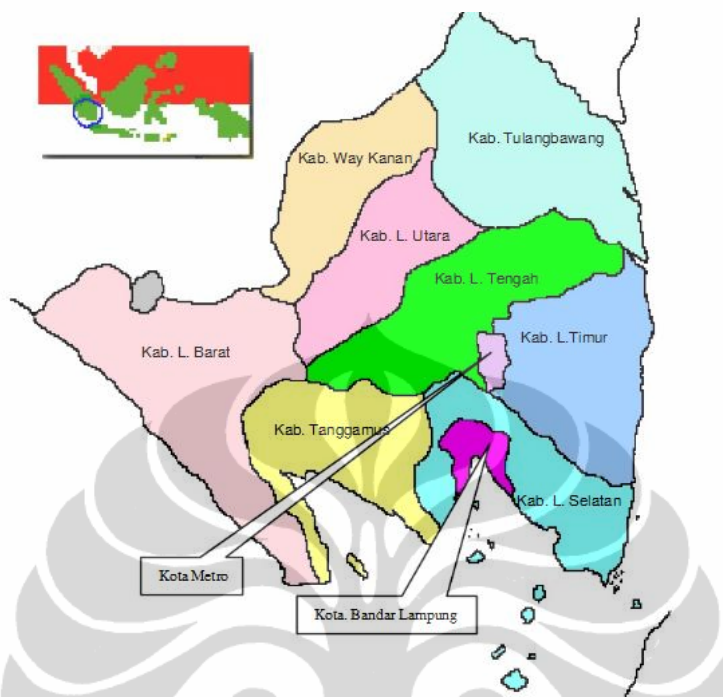 Kab. Tulangbawang
Kab. Way Kanan
Kab. L. Utara
Kab. L. Tengah
Kab. L.Timur
Kab. L. Barat
Kab. Tanggamus
Kab. L. Selatan
Kota Metro
Kota. Bandar Lampung